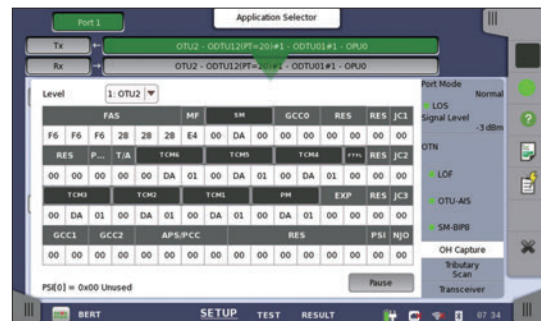 Port 1
Application Selector
Tx
OTU2 - ODTU12(PT=20)#1 - ODTU01#1 - OPU0
Rx
OTU2 - ODTU12(PT=20)#1 - ODTU01#1 - OPU0
Level 1: OTU2
FAS MF SM GCC0 RES RES JC1
F6 F6 F6 28 28 28 E4 00 DA 00 00 00 00 00 00 00
RES P... T/A TCM6 TCM5 TCM4 FTFL RES JC2
00 00 00 00 00 DA 01 00 DA 01 00 DA 01 00 00 00
TCM3 TCM2 TCM1 PM EXP RES JC3
00 DA 01 00 DA 01 00 DA 01 00 DA 01 00 00 00 00
GCC1 GCC2 APS/PCC RES PSI NJO
00 00 00 00 00 00 00 00 00 00 00 00 00 00 00 00
PSI[0] = 0x00 Unused
Pause
Port Mode
Normal
LOS
Signal Level
-3 dBm
OTN
LOF
OTU-AIS
SM-BIP8
OH Capture
Tributary
Scan
Transceiver
BERT SETUP TEST RESULT 07 34